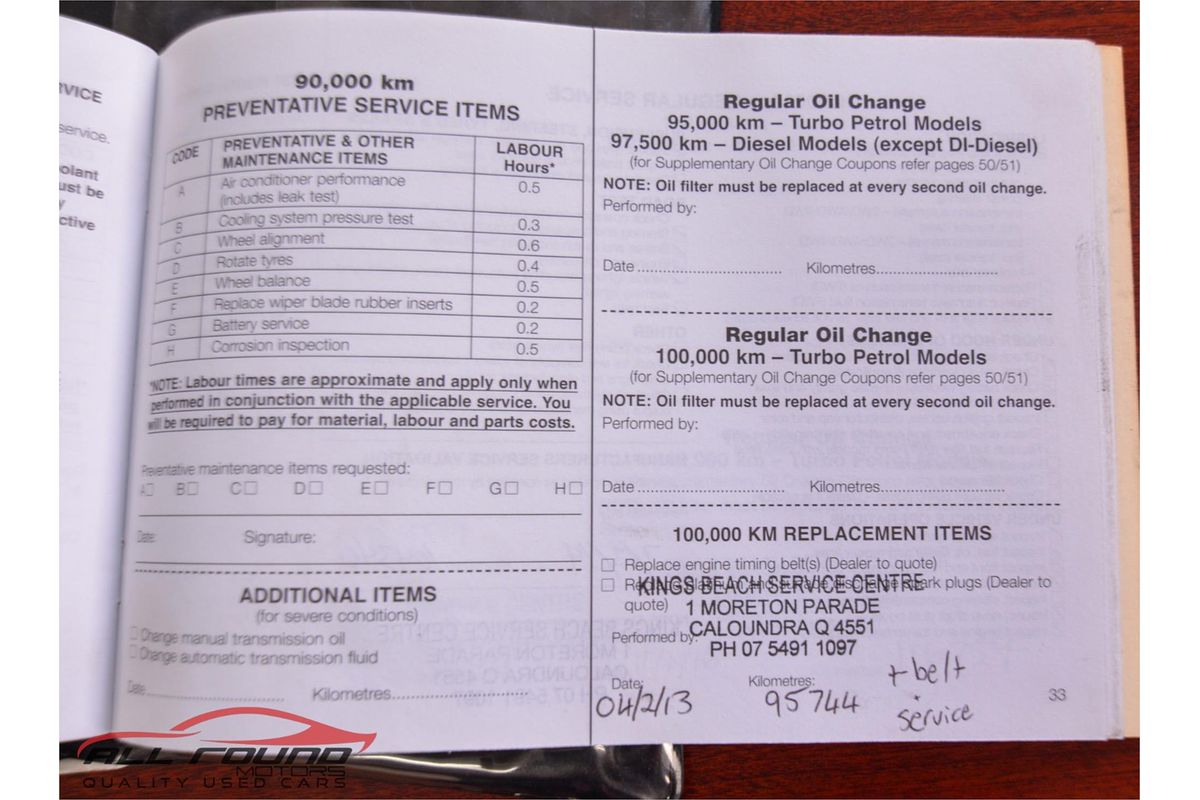 RVICE
service.
olant
ust be
y
ctive
90,000 km
PREVENTATIVE SERVICE ITEMS
CODE PREVENTATIVE & OTHER MAINTENANCE ITEMS LABOUR Hours*
A Air conditioner performance (includes leak test) 0.5
B Cooling system pressure test 0.3
C Wheel alignment 0.6
D Rotate tyres 0.4
E Wheel balance 0.5
F Replace wiper blade rubber inserts 0.2
G Battery service 0.2
H Corrosion inspection 0.5
*NOTE: Labour times are approximate and apply only when
performed in conjunction with the applicable service. You
will be required to pay for material, labour and parts costs.
Preventative maintenance items requested:
A☐ B☐ C☐ D☐ E☐ F☐ G☐ H☐
Date: Signature:
ADDITIONAL ITEMS
(for severe conditions)
☐ Change manual transmission oil
☐ Change automatic transmission fluid
Date.......... Kilometres..........
Regular Oil Change
95,000 km – Turbo Petrol Models
97,500 km – Diesel Models (except DI-Diesel)
(for Supplementary Oil Change Coupons refer pages 50/51)
NOTE: Oil filter must be replaced at every second oil change.
Performed by:
Date.......... Kilometres..........
Regular Oil Change
100,000 km – Turbo Petrol Models
(for Supplementary Oil Change Coupons refer pages 50/51)
NOTE: Oil filter must be replaced at every second oil change.
Performed by:
Date.......... Kilometres..........
100,000 KM REPLACEMENT ITEMS
☐ Replace engine timing belt(s) (Dealer to quote)
☐ spark plugs (Dealer to
quote)
KINGS BEACH SERVICE CENTRE
1 MORETON PARADE
CALOUNDRA Q 4551
PH 07 5491 1097
Performed by:
Date: Kilometres:
04/2/13 95744
t belt
+
service
33
ALL ROUND
MOTORS
QUALITY USED CARS